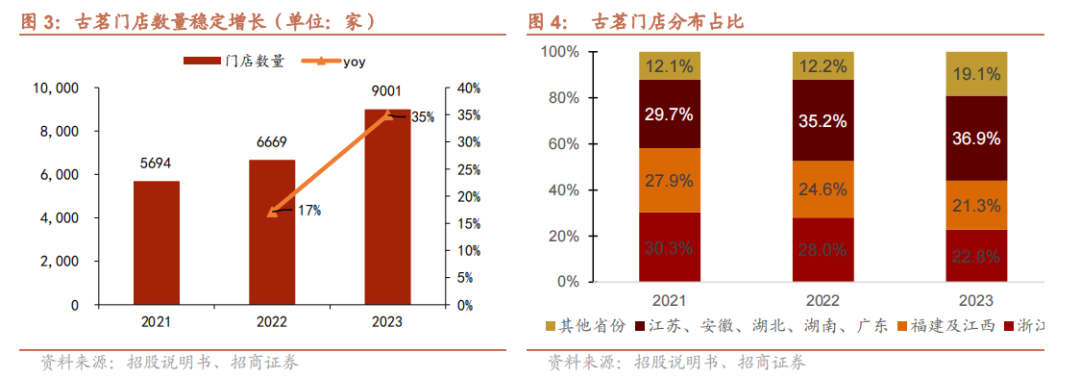 图 3：古茗门店数量稳定增长（单位：家）
门店数量 yoy
10,000
8,000
6,000
4,000
2,000
0
40%
35%
30%
25%
20%
15%
10%
5%
0%
5694
6669
9001
17%
35%
2021 2022 2023
资料来源：招股说明书、招商证券
图 4： 古茗门店分布占比
100%
80%
60%
40%
20%
0%
12.1% 12.2% 19.1%
29.7% 35.2% 36.9%
27.9% 24.6% 21.3%
30.3% 28.0% 22.8%
2021 2022 2023
其他省份 江苏、安徽、湖北、湖南、广东 福建及江西 浙江
资料来源：招股说明书、招商证券